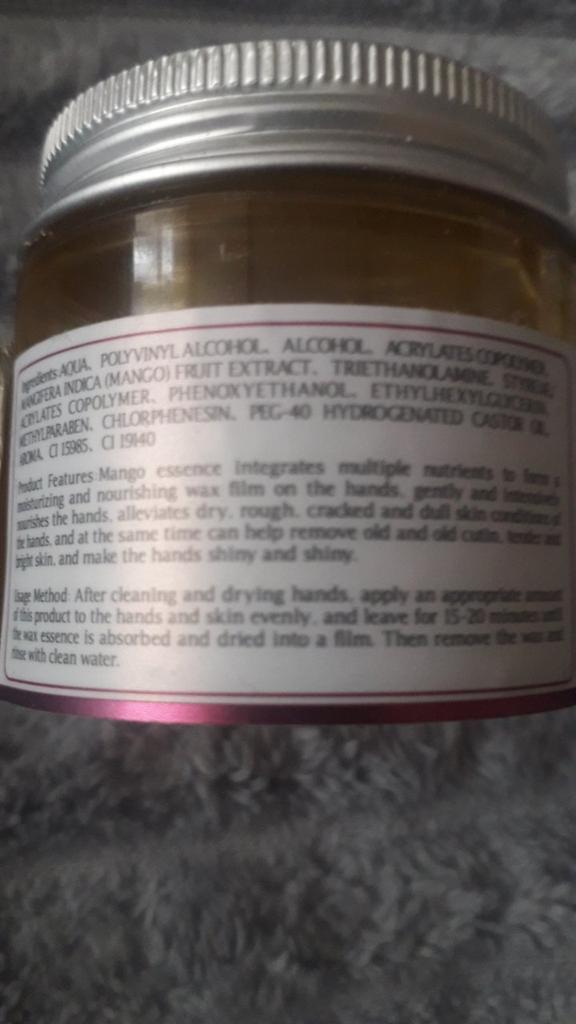 Ingredients:AQUA, POLYVINYL ALCOHOL, ALCOHOL, ACRYLATES COPOLYMER,
MANGIFERA INDICA (MANGO) FRUIT EXTRACT, TRIETHANOLAMINE, STYRENE/
ACRYLATES COPOLYMER, PHENOXYETHANOL, ETHYLHEXYLGLYCERIN,
METHYLPARABEN, CHLORPHENESIN, PEG-40 HYDROGENATED CASTOR OIL,
AROMA, CI 15985, CI 19140
Product Features:Mango essence integrates multiple nutrients to form a
moisturizing and nourishing wax film on the hands, gently and intensively
nourishes the hands, alleviates dry, rough, cracked and dull skin conditions of
the hands, and at the same time can help remove old and old cutin, tender and
bright skin, and make the hands shiny and shiny.
Usage Method: After cleaning and drying hands, apply an appropriate amount
of this product to the hands and skin evenly, and leave for 15-20 minutes until
the wax essence is absorbed and dried into a film. Then remove the wax and
rinse with clean water.